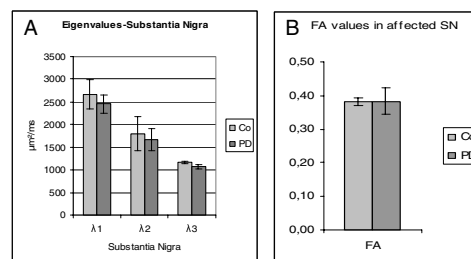 A
Eigenvalues-Substantia Nigra
3500
3000
2500
2000
1500
1000
500
0
µm²/ms
λ1 λ2 λ3
Substantia Nigra
Co
PD
B
FA values in affected SN
0,50
0,40
0,30
0,20
0,10
0,00
FA
Co
PD